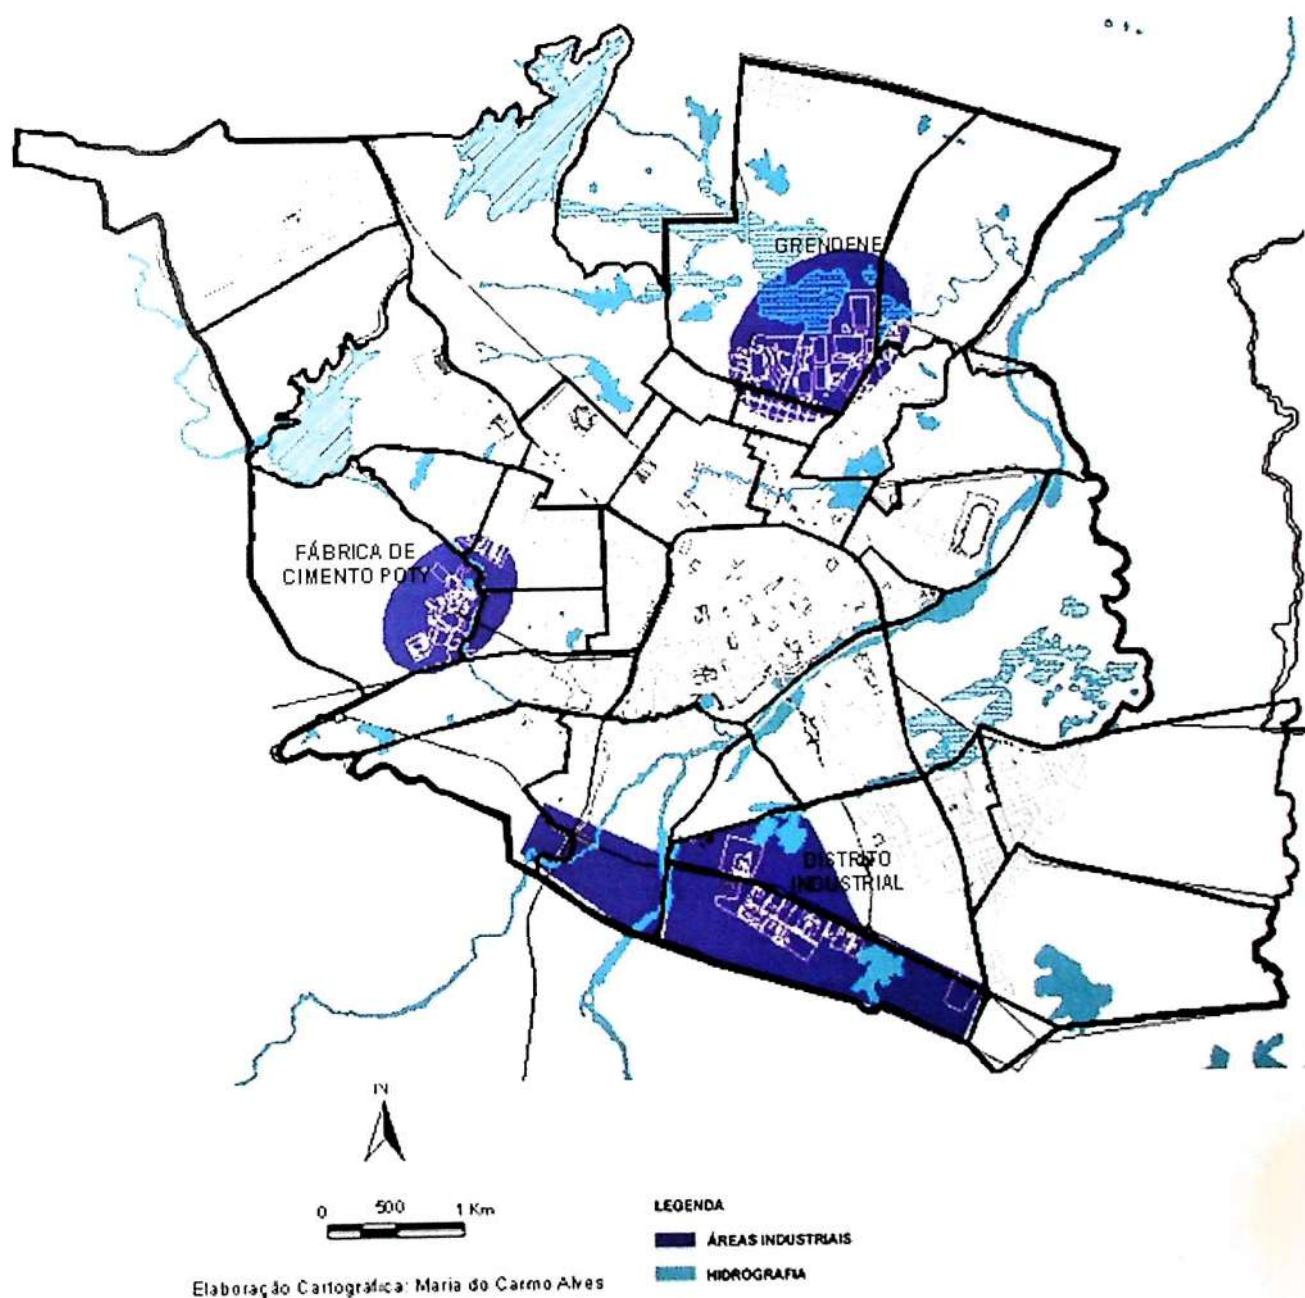 GRENDENE
FÁBRICA DE
CIMENTO POTY
DISTRITO
INDUSTRIAL
N
0 500 1 Km
LEGENDA
ÁREAS INDUSTRIAIS
HIDROGRAFIA
Elaboração Cartográfica: Maria do Carmo Alves